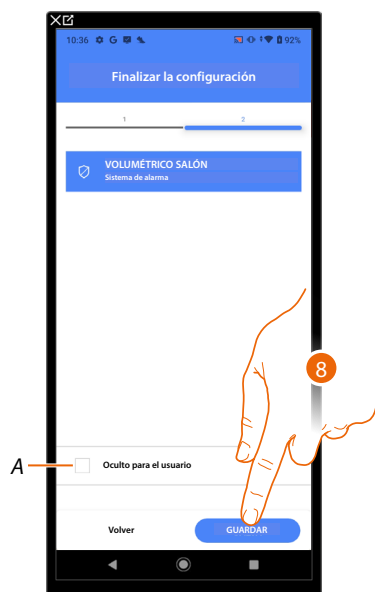 10:36 G 92%
Finalizar la configuración
1 2
VOLUMÉTRICO SALÓN
Sistema de alarma
8
A
Oculto para el usuario
Volver GUARDAR